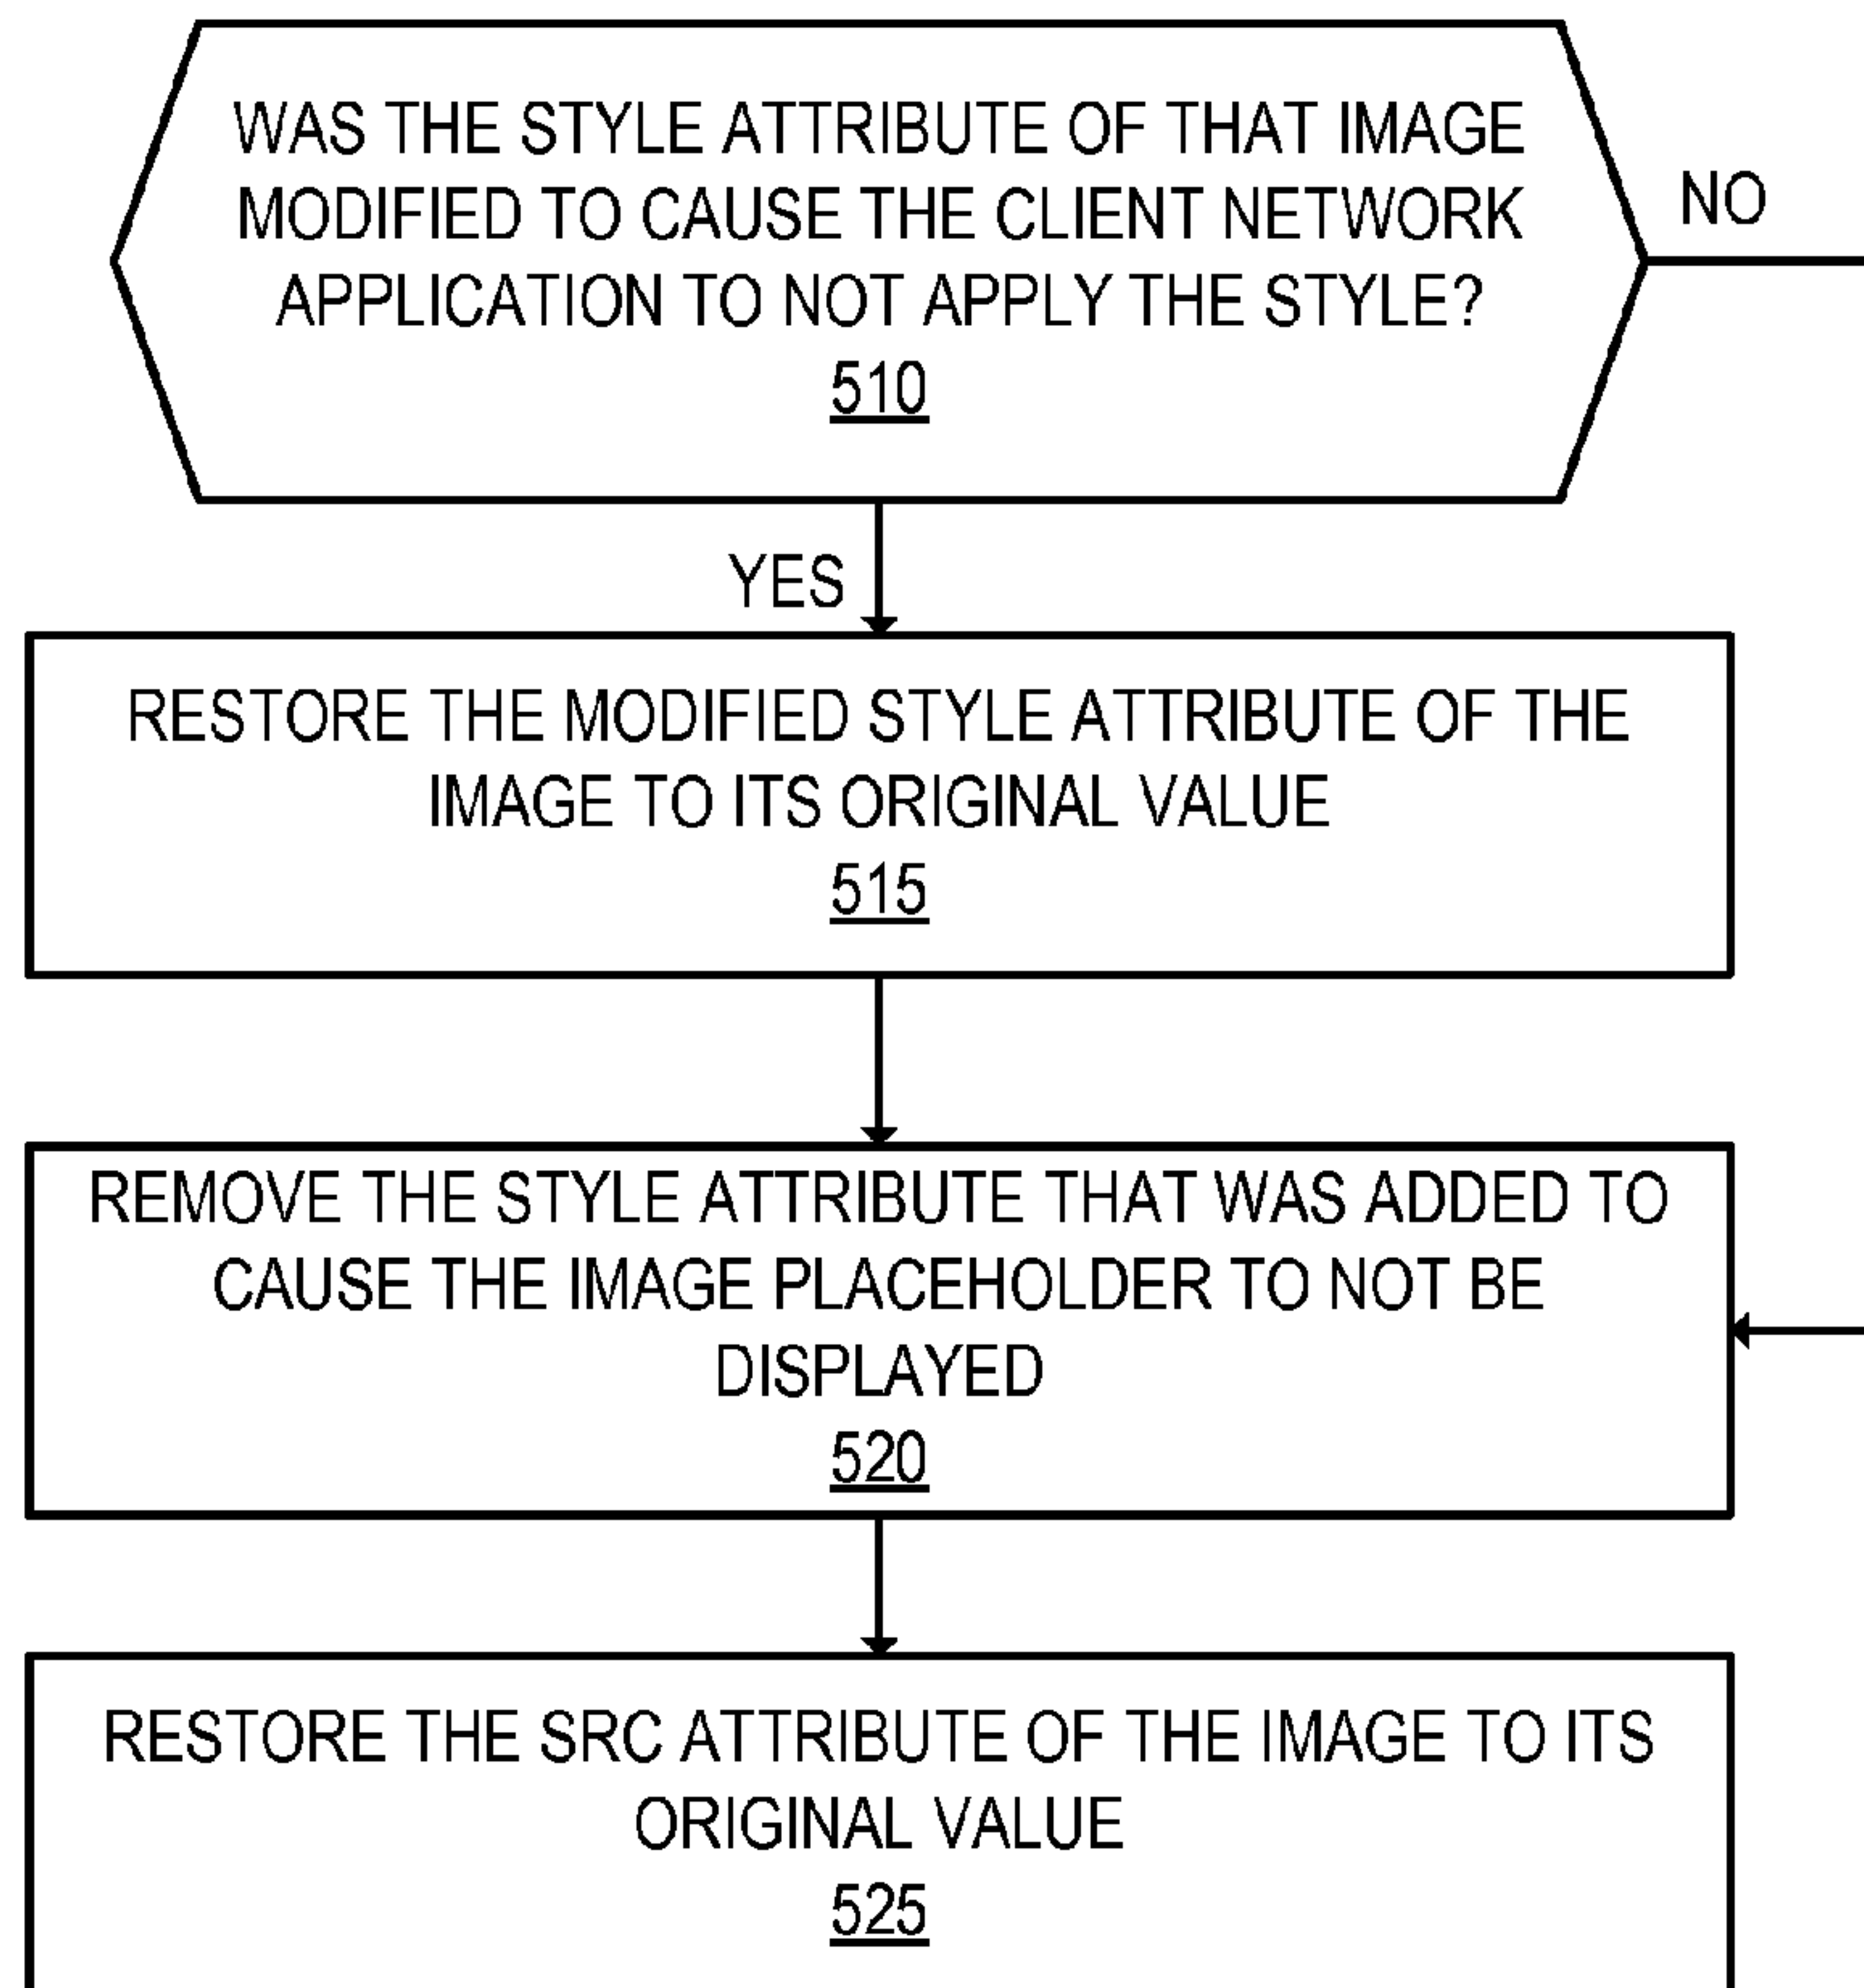 WAS THE STYLE ATTRIBUTE OF THAT IMAGE
MODIFIED TO CAUSE THE CLIENT NETWORK
APPLICATION TO NOT APPLY THE STYLE?
510
NO
YES
RESTORE THE MODIFIED STYLE ATTRIBUTE OF THE
IMAGE TO ITS ORIGINAL VALUE
515
REMOVE THE STYLE ATTRIBUTE THAT WAS ADDED TO
CAUSE THE IMAGE PLACEHOLDER TO NOT BE
DISPLAYED
520
RESTORE THE SRC ATTRIBUTE OF THE IMAGE TO ITS
ORIGINAL VALUE
525